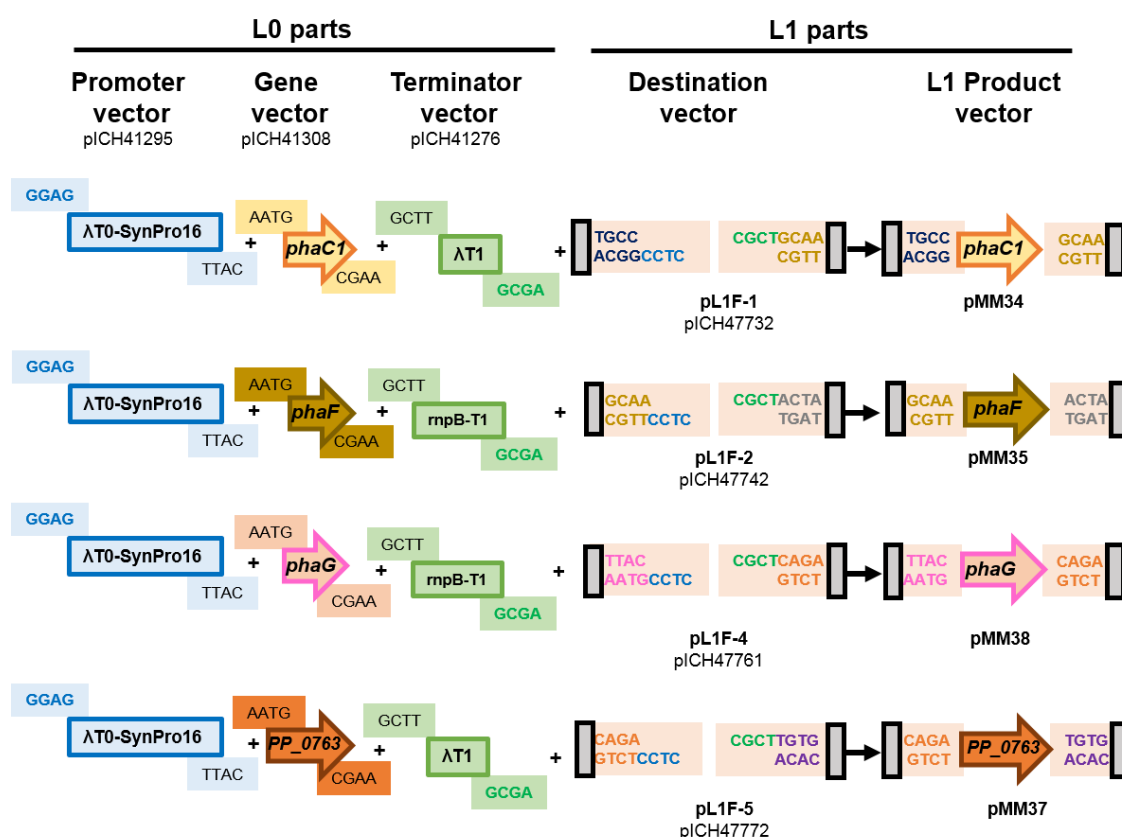 L0 parts
L1 parts
Promoter vector
pICH41295
Gene vector
pICH41308
Terminator vector
pICH41276
Destination vector
L1 Product vector
GGAG
λT0-SynPro16
TTAC
+
AATG
phaC1
CGAA
+
GCTT
λT1
GCGA
+
TGCC
ACGGCCTC
CGCTGCAA
CGTT
pL1F-1
pICH47732
TGCC
ACGG
phaC1
GCAA
CGTT
pMM34
GGAG
λT0-SynPro16
TTAC
+
AATG
phaF
CGAA
+
GCTT
rnpB-T1
GCGA
+
GCAA
CGTTCCTC
CGCTACTA
TGAT
pL1F-2
pICH47742
GCAA
CGTT
phaF
ACTA
TGAT
pMM35
GGAG
λT0-SynPro16
TTAC
+
AATG
phaG
CGAA
+
GCTT
rnpB-T1
GCGA
+
TTAC
AATGCCTC
CGCTCAGA
GTCT
pL1F-4
pICH47761
TTAC
AATG
phaG
CAGA
GTCT
pMM38
GGAG
λT0-SynPro16
TTAC
+
AATG
PP_0763
CGAA
+
GCTT
λT1
GCGA
+
CAGA
GTCTCCTC
CGCTTGTG
ACAC
pL1F-5
pICH47772
CAGA
GTCT
PP_0763
TGTG
ACAC
pMM37